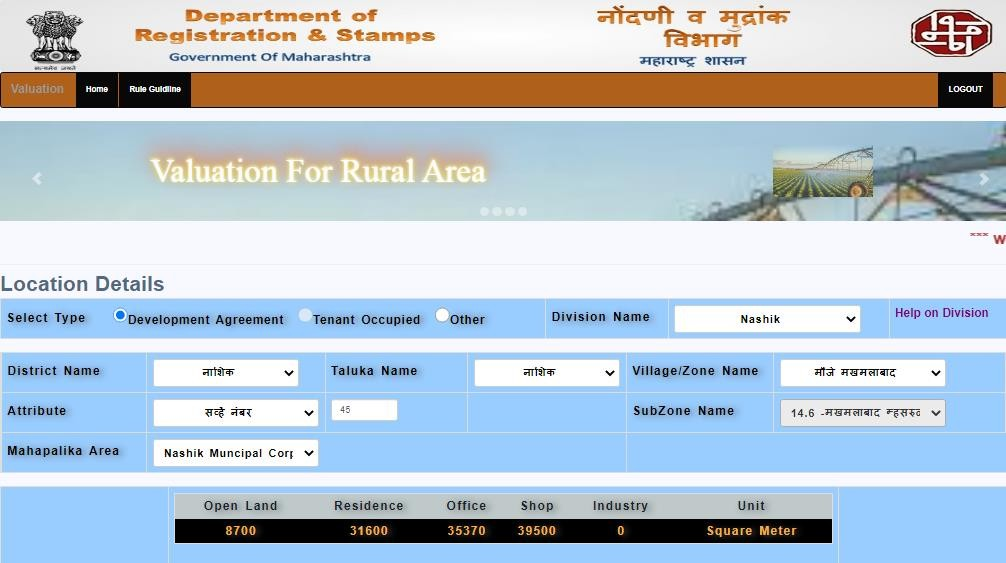 Department of
Registration & Stamps
Government Of Maharashtra
नोंदणी व मुद्रांक
विभाग
महाराष्ट्र शासन
Valuation Home Rule Guidline LOGOUT
Valuation For Rural Area
*** W
Location Details
Select Type Development Agreement Tenant Occupied Other Division Name Nashik Help on Division
District Name नाशिक Taluka Name नाशिक Village/Zone Name मौजे मखमलाबाद
Attribute सर्व्हे नंबर 45 SubZone Name 14.6 -मखमलाबाद
Mahapalika Area Nashik Muncipal Corp
Open Land Residence Office Shop Industry Unit
8700 31600 35370 39500 0 Square Meter